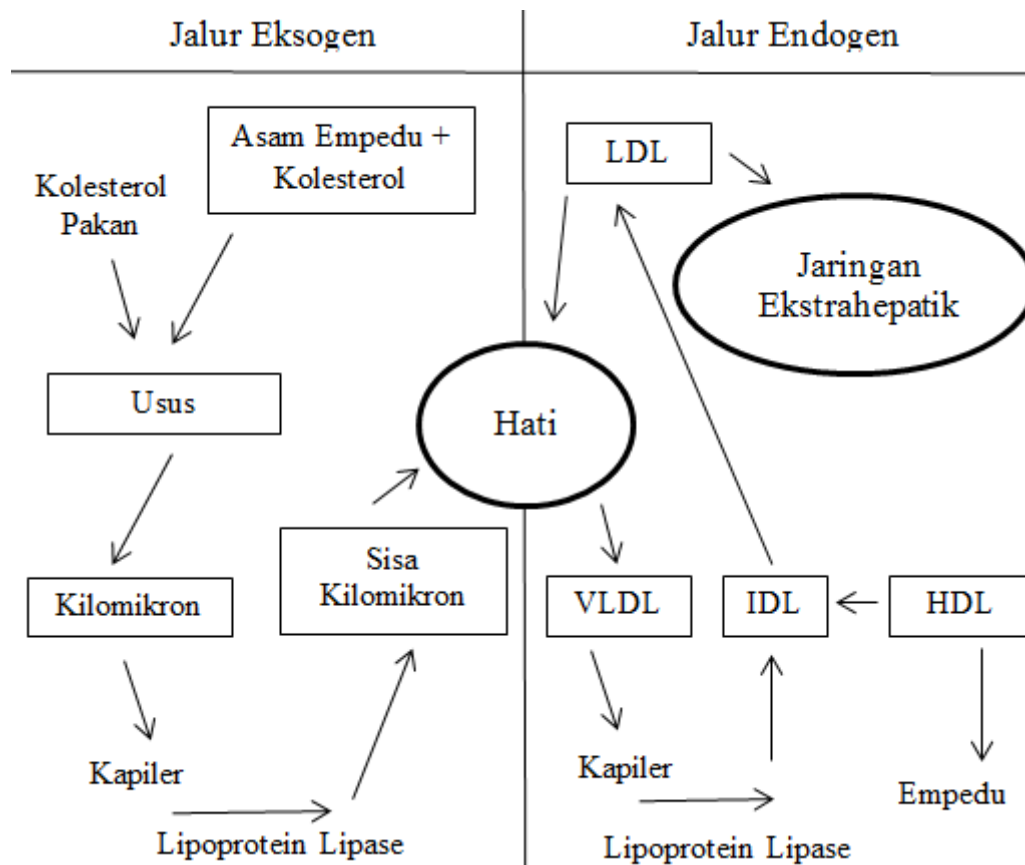 Jalur Eksogen
Jalur Endogen
Asam Empedu +
Kolesterol
Kolesterol
Pakan
Usus
Kilomikron
Sisa
Kilomikron
Kapiler
Lipoprotein Lipase
Hati
LDL
Jaringan
Ekstrahepatik
VLDL
IDL
HDL
Kapiler
Lipoprotein Lipase
Empedu